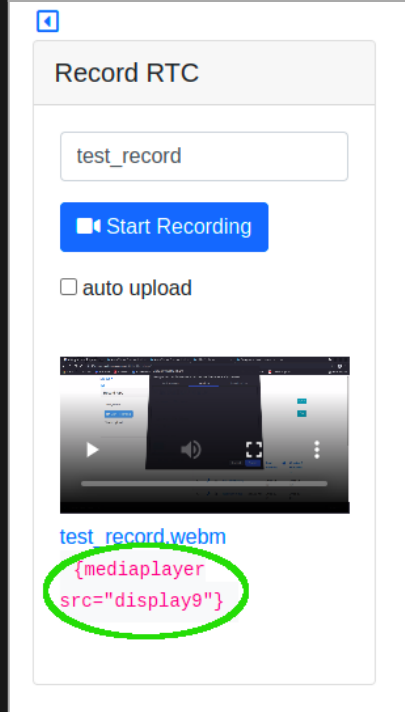 Record RTC
test_record
Start Recording
auto upload
test_record.webm
{mediaplayer
src="display9"}